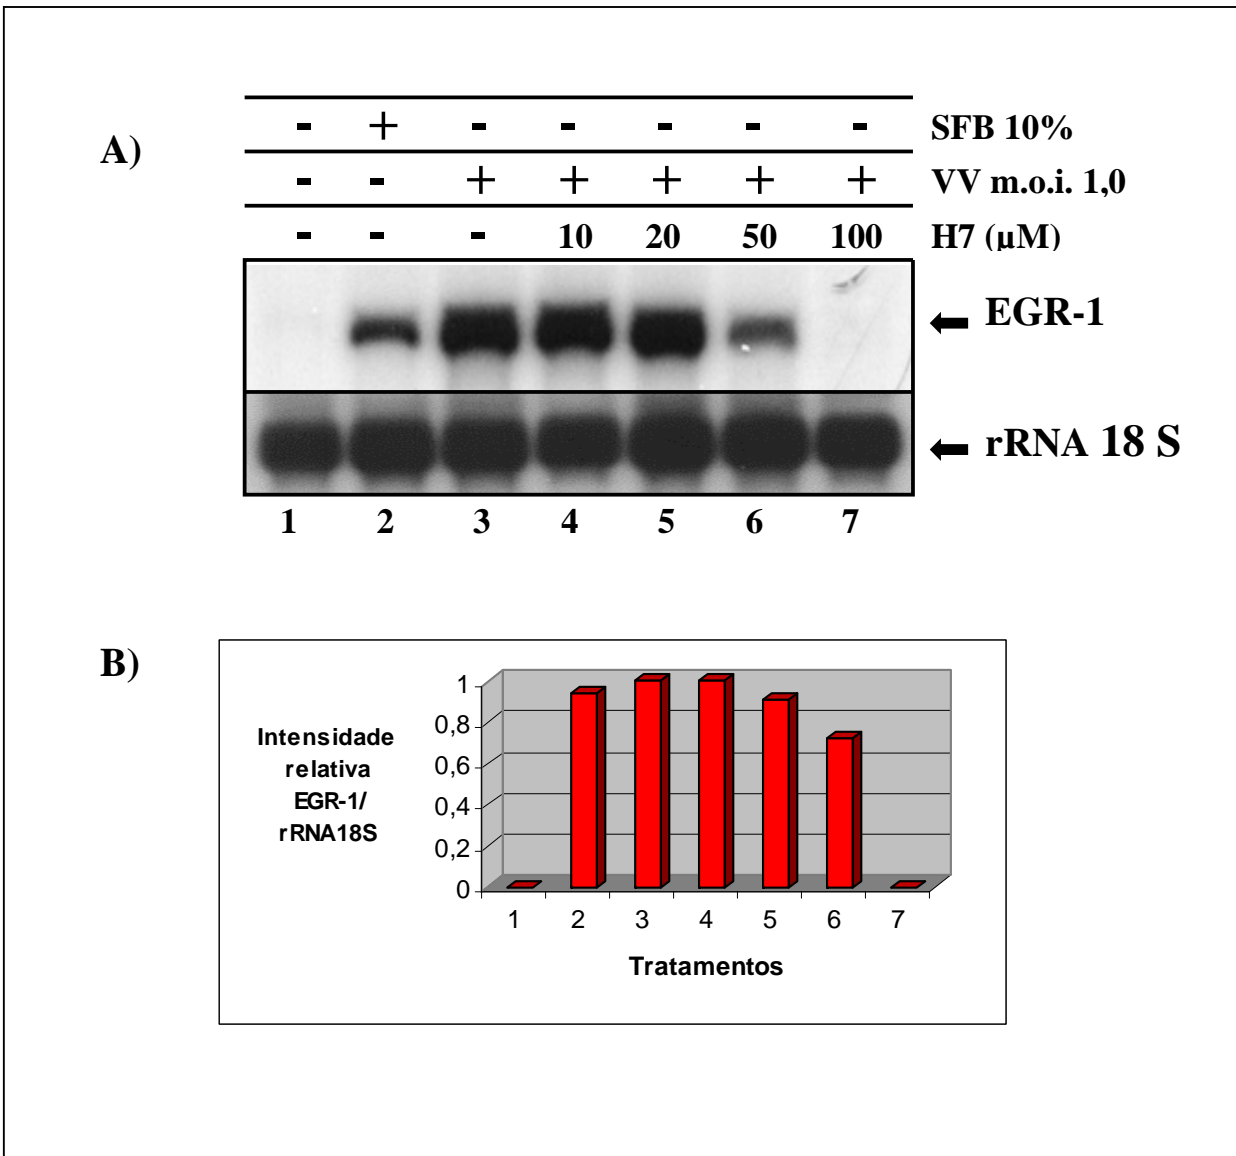 A)
- + - - - - - SFB 10%
- - + + + + + VV m.o.i. 1,0
- - - 10 20 50 100 H7 (µM)
EGR-1
rRNA 18 S
1 2 3 4 5 6 7
B)
Intensidade
relativa
EGR-1/
rRNA18S
1
0,8
0,6
0,4
0,2
0
1 2 3 4 5 6 7
Tratamentos